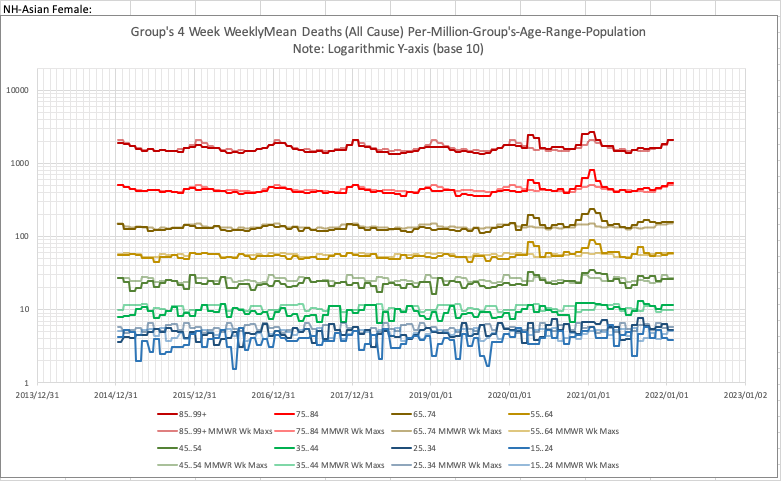 NH-Asian Female:
Group's 4 Week WeeklyMean Deaths (All Cause) Per-Million-Group's-Age-Range-Population
Note: Logarithmic Y-axis (base 10)
10000
1000
100
10
1
2013/12/31 2014/12/31 2015/12/31 2016/12/31 2017/12/31 2019/01/01 2020/01/01 2021/01/01 2022/01/01 2023/01/02
85..99+ 75..84 65..74 55..64
85..99+ MMWR Wk Maxs 75..84 MMWR Wk Maxs 65..74 MMWR Wk Maxs 55..64 MMWR Wk Maxs
45..54 35..44 25..34 15..24
45..54 MMWR Wk Maxs 35..44 MMWR Wk Maxs 25..34 MMWR Wk Maxs 15..24 MMWR Wk Maxs